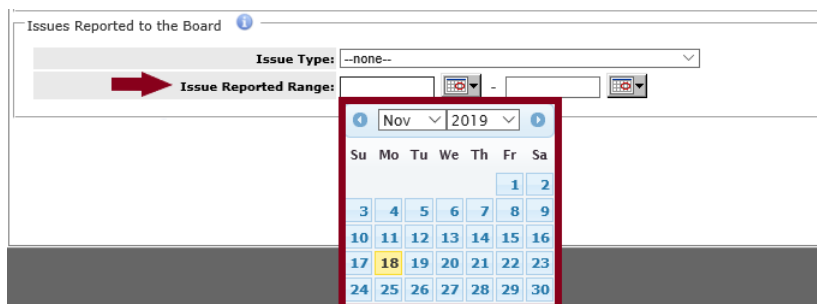 Issues Reported to the Board i
Issue Type: --none--
Issue Reported Range: -
Nov 2019
Su Mo Tu We Th Fr Sa
1 2
3 4 5 6 7 8 9
10 11 12 13 14 15 16
17 18 19 20 21 22 23
24 25 26 27 28 29 30